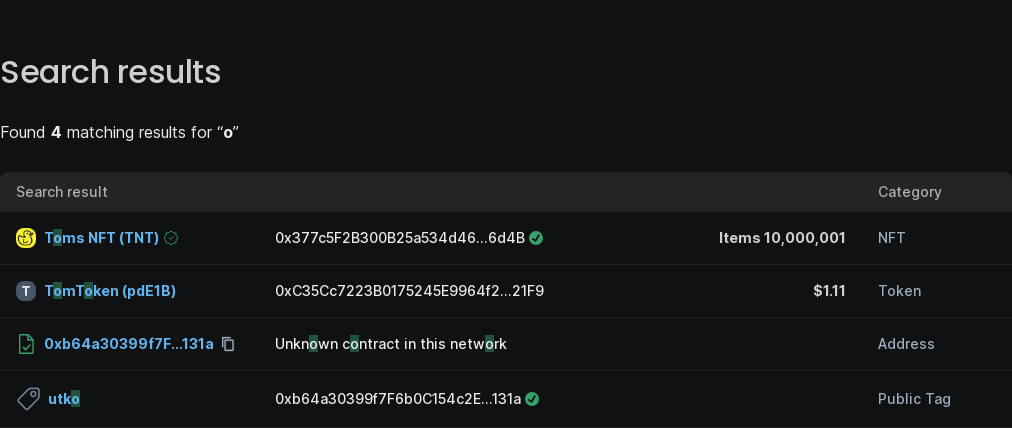 Search results
Found 4 matching results for “o”
Search result Category
Toms NFT (TNT) 0x377c5F2B300B25a534d46...6d4B Items 10,000,001 NFT
T TomToken (pdE1B) 0xC35Cc7223B0175245E9964f2...21F9 $1.11 Token
0xb64a30399f7F...131a Unknown contract in this network Address
utko 0xb64a30399f7F6b0C154c2E...131a Public Tag